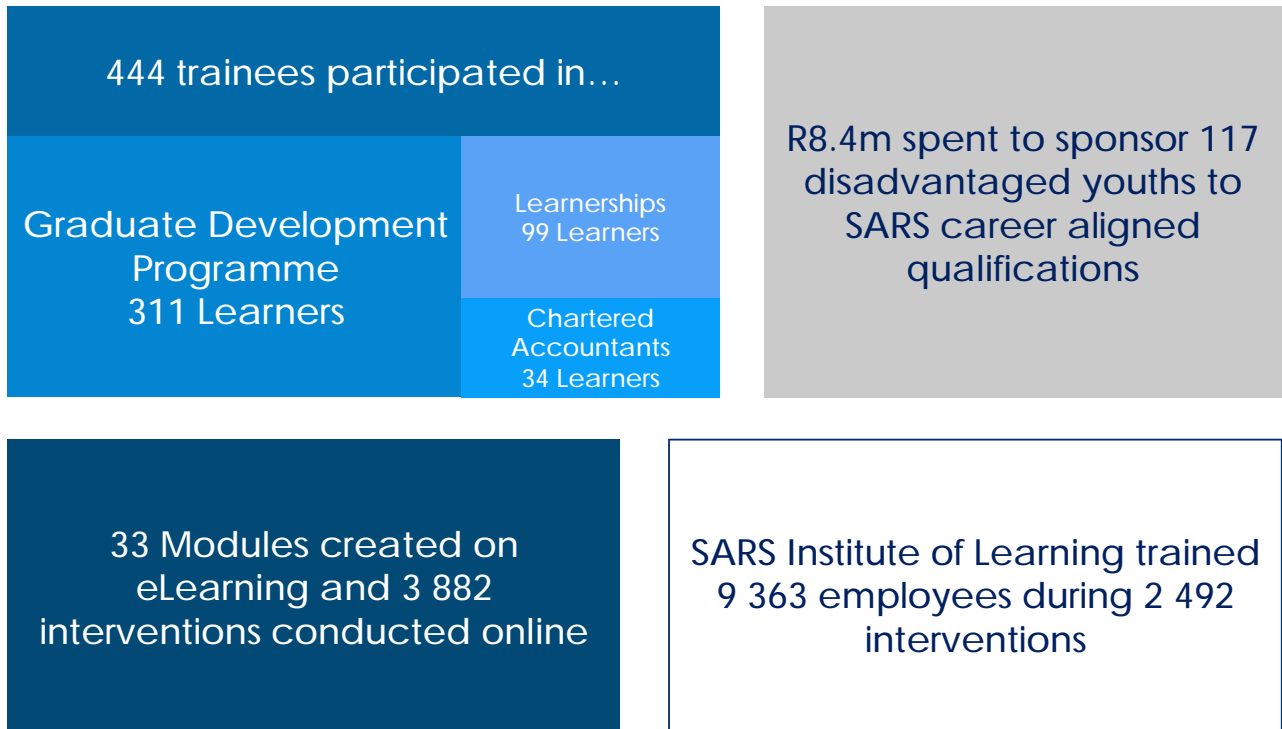 444 trainees participated in…
Graduate Development
Programme
311 Learners
Learnerships
99 Learners
Chartered
Accountants
34 Learners
R8.4m spent to sponsor 117
disadvantaged youths to
SARS career aligned
qualifications
33 Modules created on
eLearning and 3 882
interventions conducted online
SARS Institute of Learning trained
9 363 employees during 2 492
interventions